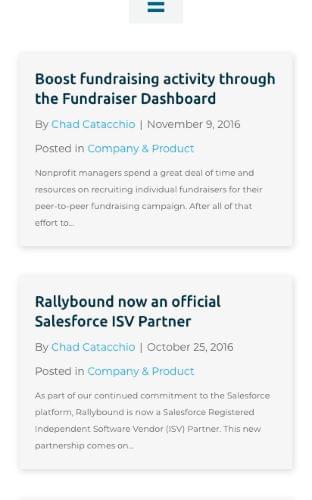 Boost fundraising activity through
the Fundraiser Dashboard
By Chad Catacchio | November 9, 2016
Posted in Company & Product
Nonprofit managers spend a great deal of time and
resources on recruiting individual fundraisers for their
peer-to-peer fundraising campaign. After all of that
effort to...
Rallybound now an official
Salesforce ISV Partner
By Chad Catacchio | October 25, 2016
Posted in Company & Product
As part of our continued commitment to the Salesforce
platform, Rallybound is now a Salesforce Registered
Independent Software Vendor (ISV) Partner. This new
partnership comes on...